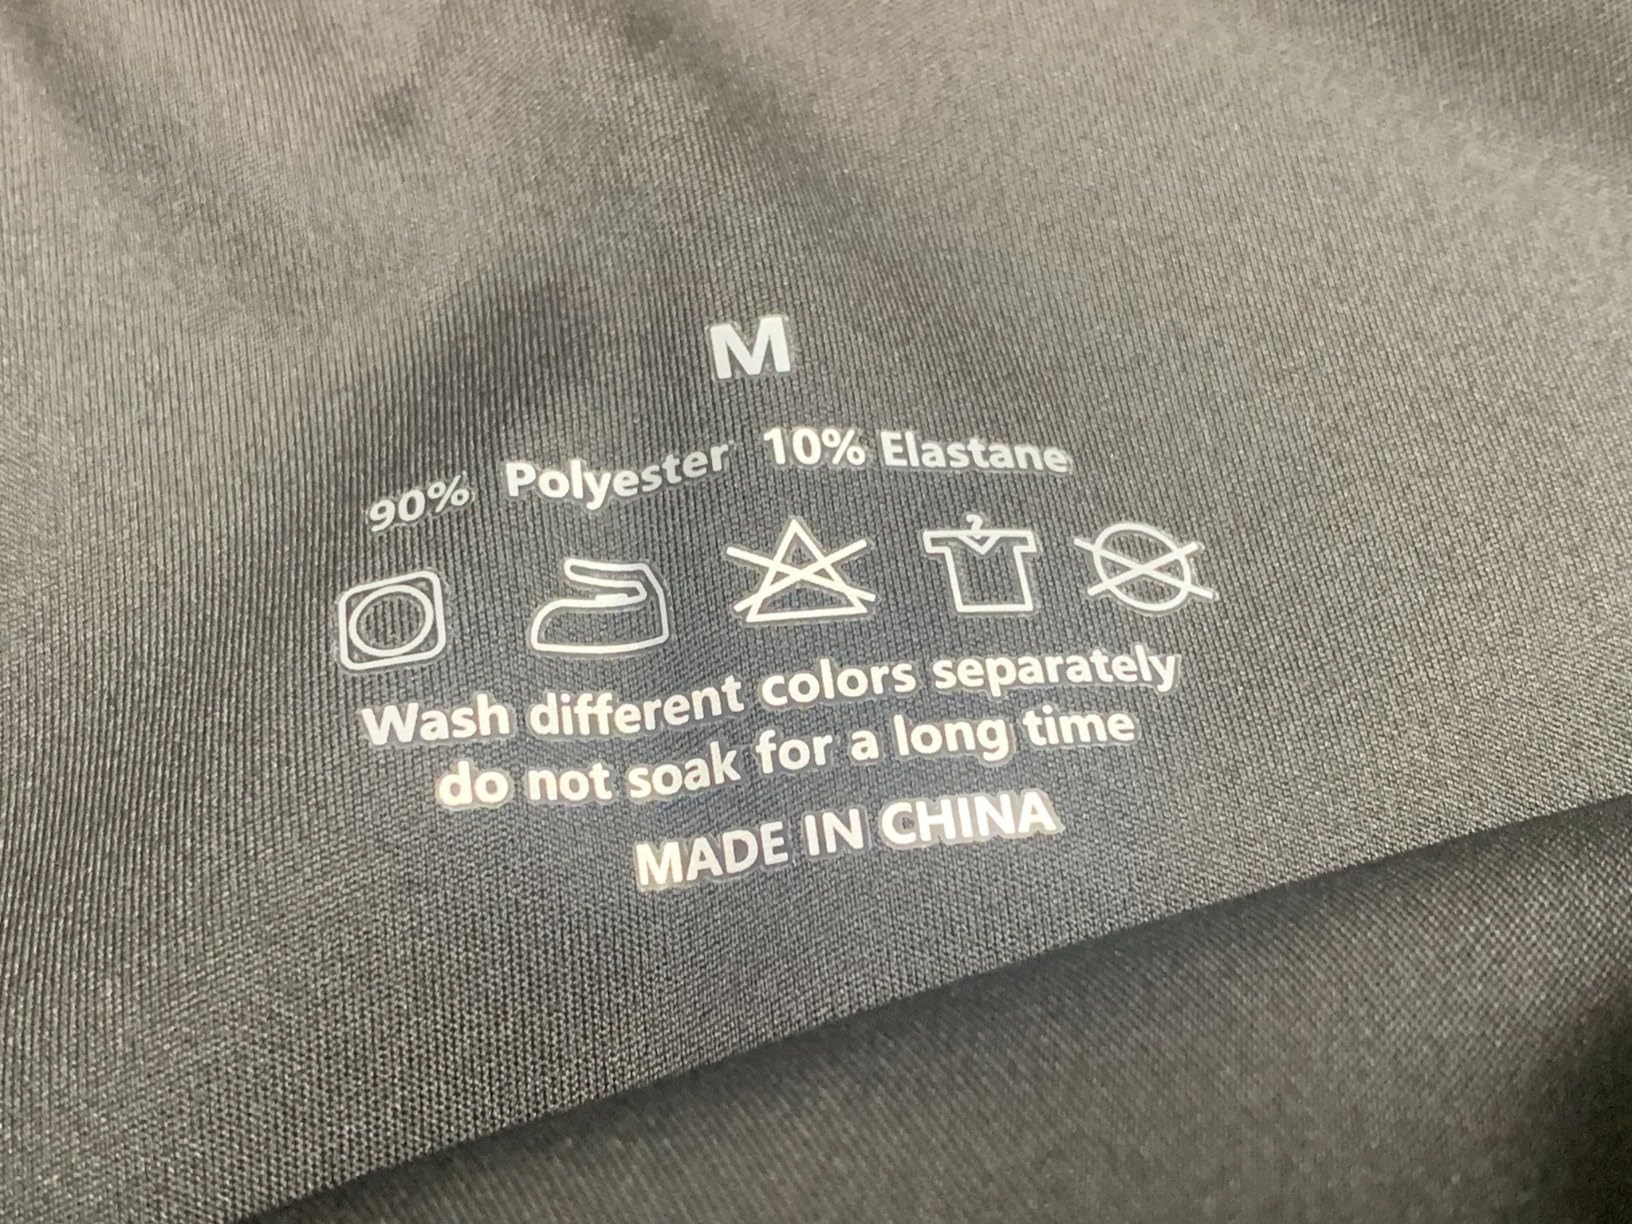 M
90% Polyester 10% Elastane
Wash different colors separately
do not soak for a long time
MADE IN CHINA